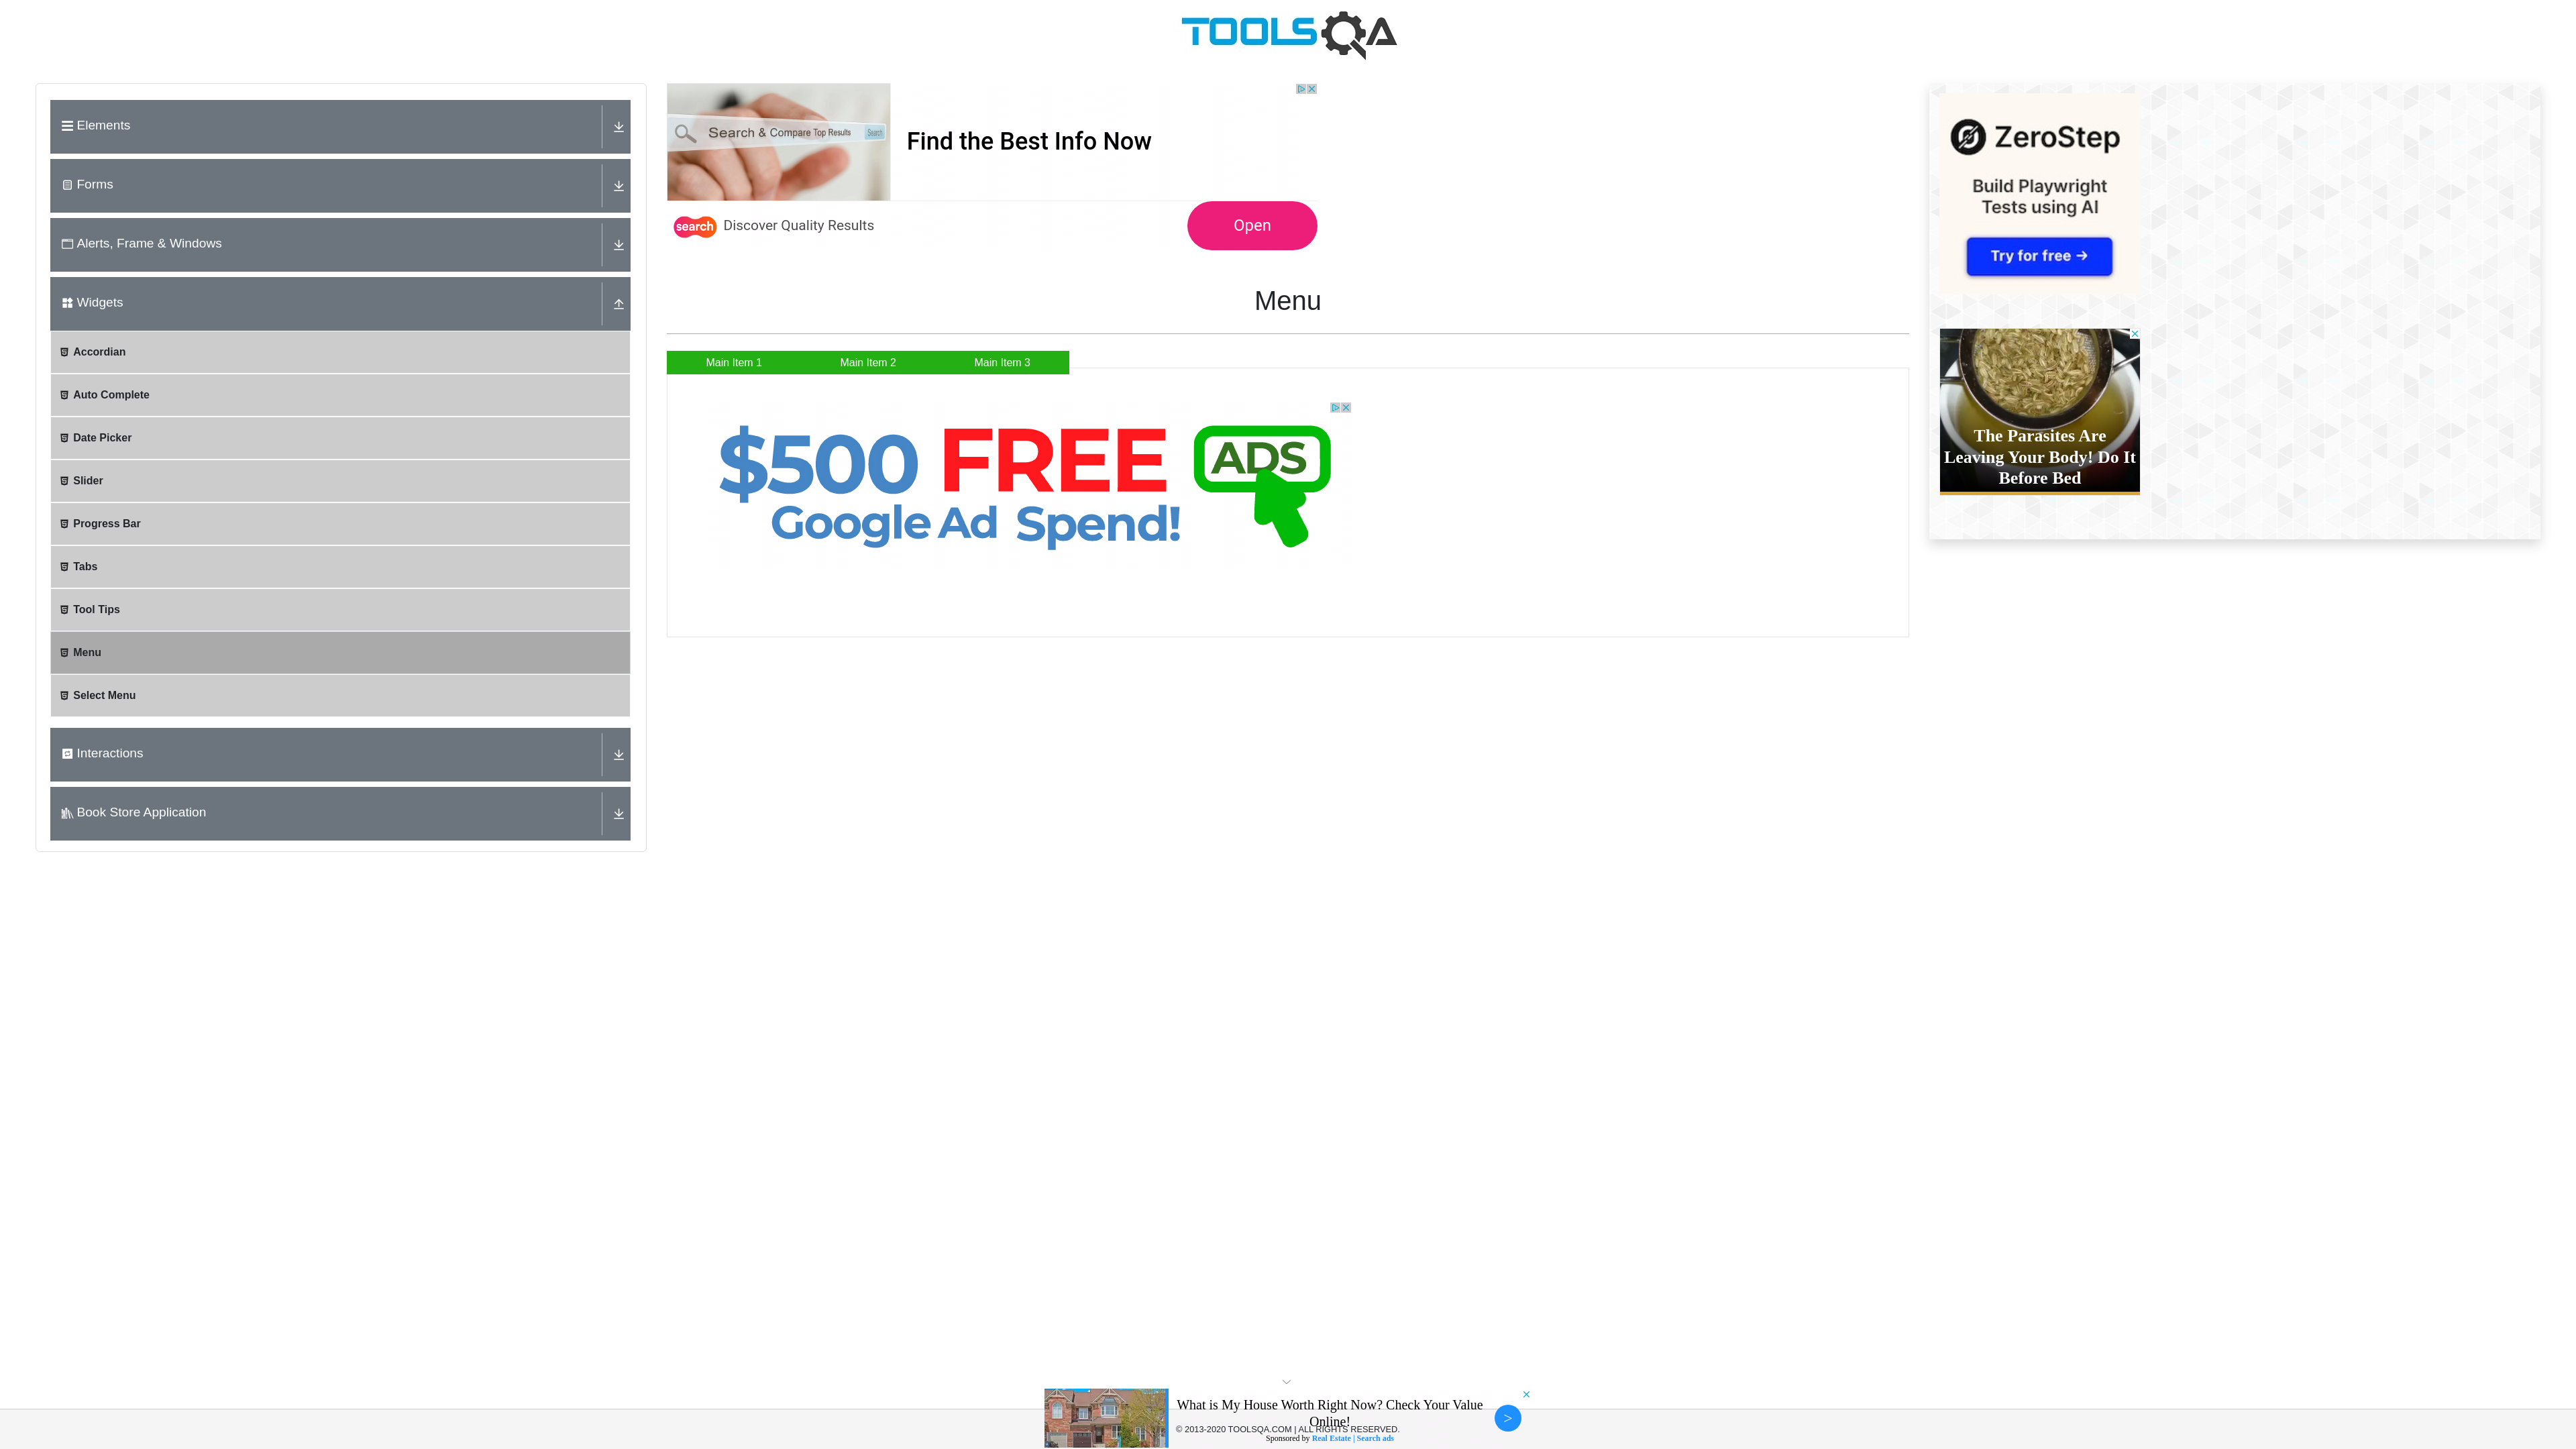 TOOLSQA
Elements
Forms
Alerts, Frame & Windows
Widgets
Accordian
Auto Complete
Date Picker
Slider
Progress Bar
Tabs
Tool Tips
Menu
Select Menu
Interactions
Book Store Application
Search & Compare Top Results
Search
Find the Best Info Now
search
Discover Quality Results
Open
Menu
Main Item 1
Main Item 2
Main Item 3
$500 FREE
Google Ad Spend!
ADS
ZeroStep
Build Playwright
Tests using AI
Try for free →
The Parasites Are
Leaving Your Body! Do It
Before Bed
What is My House Worth Right Now? Check Your Value
Online!
>
© 2013-2020 TOOLSQA.COM | ALL RIGHTS RESERVED.
Sponsored by Real Estate | Search ads